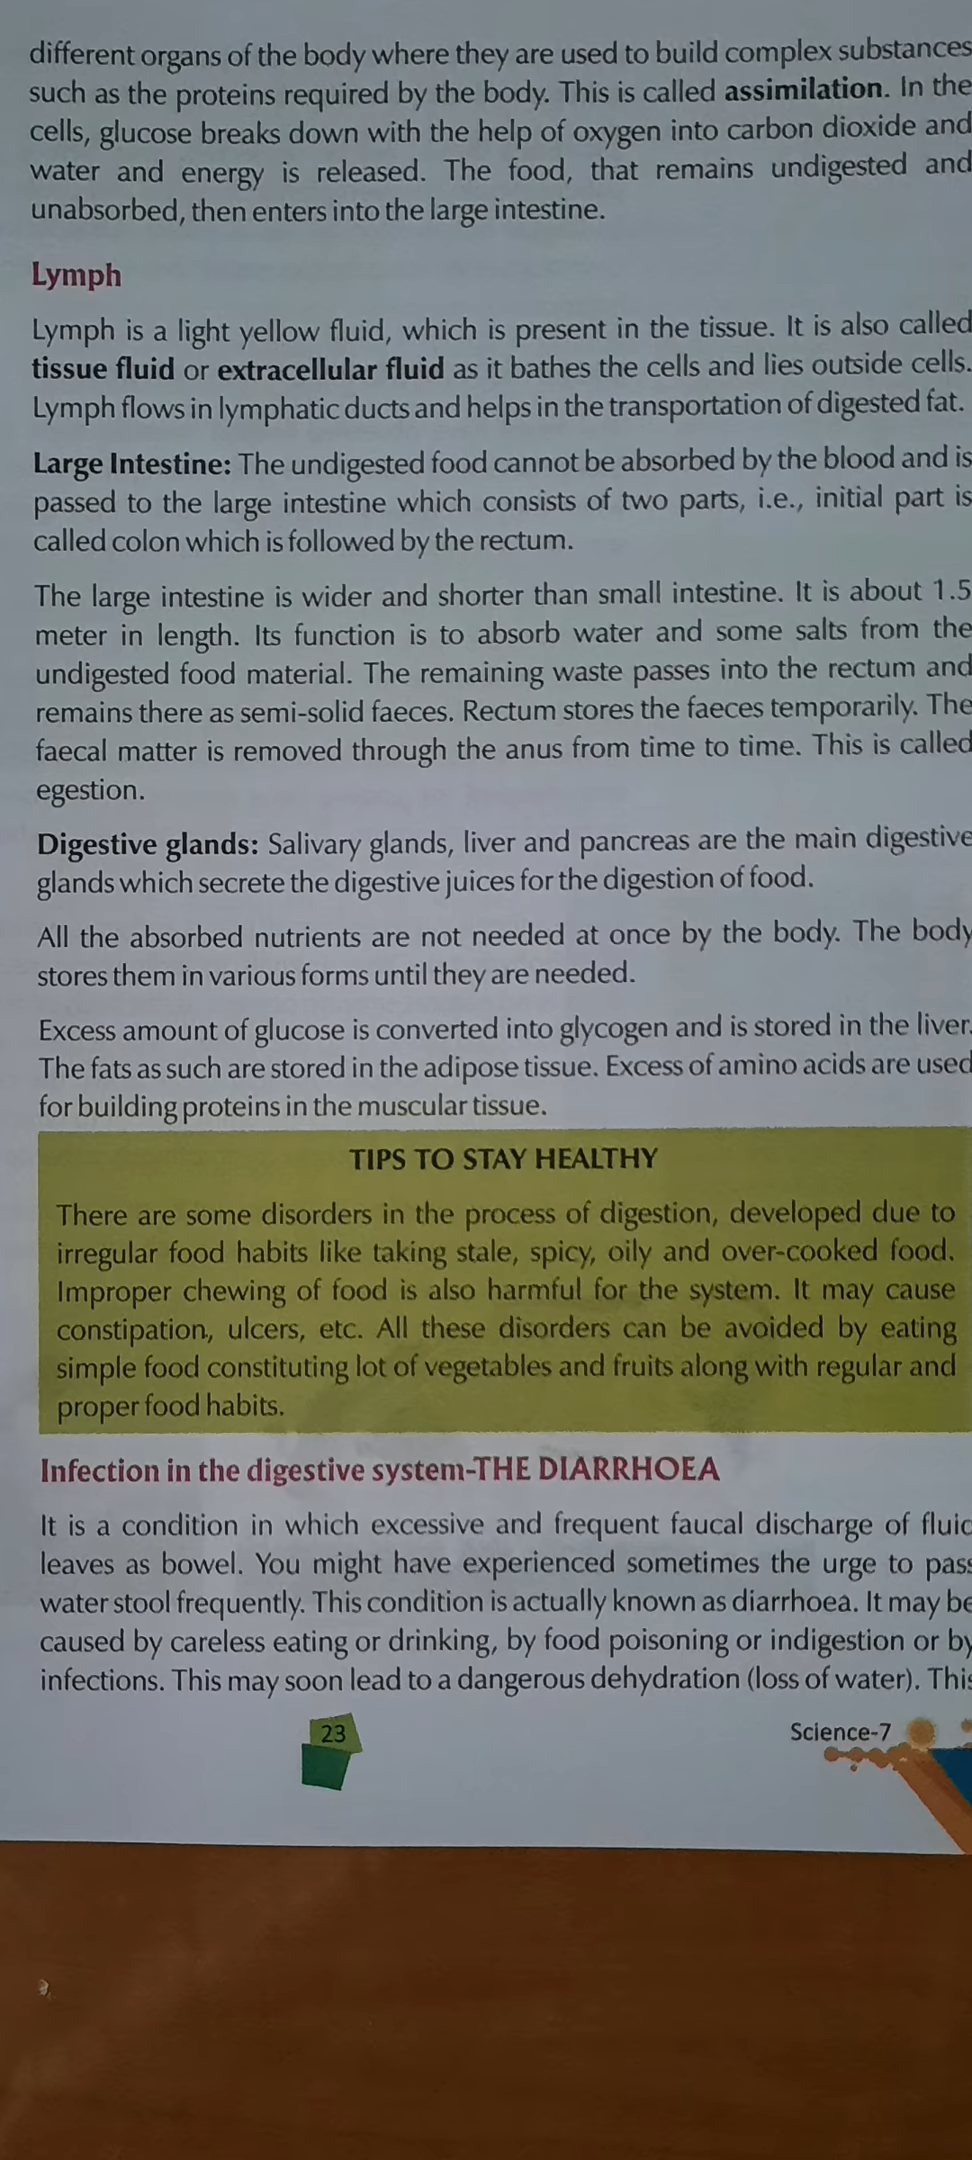 different organs of the body where they are used to build complex substances
such as the proteins required by the body. This is called assimilation. In the
cells, glucose breaks down with the help of oxygen into carbon dioxide and
water and energy is released. The food, that remains undigested and
unabsorbed, then enters into the large intestine.
Lymph
Lymph is a light yellow fluid, which is present in the tissue. It is also called
tissue fluid or extracellular fluid as it bathes the cells and lies outside cells.
Lymph flows in lymphatic ducts and helps in the transportation of digested fat.
Large Intestine: The undigested food cannot be absorbed by the blood and is
passed to the large intestine which consists of two parts, i.e., initial part is
called colon which is followed by the rectum.
The large intestine is wider and shorter than small intestine. It is about 1.5
meter in length. Its function is to absorb water and some salts from the
undigested food material. The remaining waste passes into the rectum and
remains there as semi-solid faeces. Rectum stores the faeces temporarily. The
faecal matter is removed through the anus from time to time. This is called
egestion.
Digestive glands: Salivary glands, liver and pancreas are the main digestive
glands which secrete the digestive juices for the digestion of food.
All the absorbed nutrients are not needed at once by the body. The body
stores them in various forms until they are needed.
Excess amount of glucose is converted into glycogen and is stored in the liver.
The fats as such are stored in the adipose tissue. Excess of amino acids are used
for building proteins in the muscular tissue.
TIPS TO STAY HEALTHY
There are some disorders in the process of digestion, developed due to
irregular food habits like taking stale, spicy, oily and over-cooked food.
Improper chewing of food is also harmful for the system. It may cause
constipation, ulcers, etc. All these disorders can be avoided by eating
simple food constituting lot of vegetables and fruits along with regular and
proper food habits.
Infection in the digestive system-THE DIARRHOEA
It is a condition in which excessive and frequent faucal discharge of fluid
leaves as bowel. You might have experienced sometimes the urge to pass
water stool frequently. This condition is actually known as diarrhoea. It may be
caused by careless eating or drinking, by food poisoning or indigestion or by
infections. This may soon lead to a dangerous dehydration (loss of water). This
23
Science-7